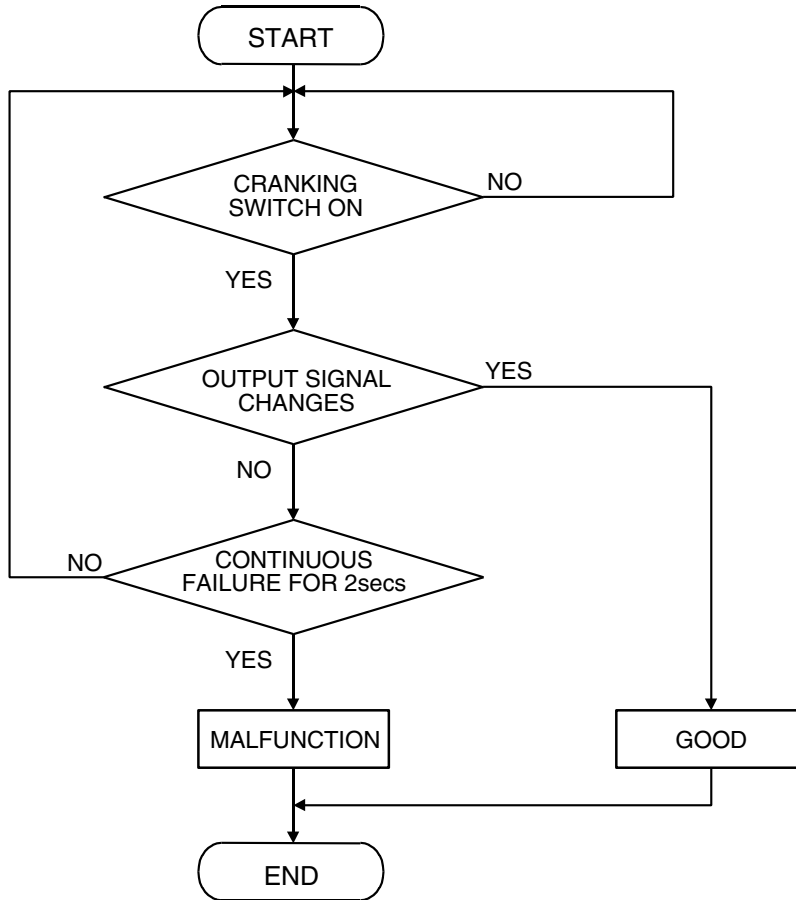 START
CRANKING
SWITCH ON
NO
YES
OUTPUT SIGNAL
CHANGES
YES
NO
CONTINUOUS
FAILURE FOR 2secs
NO
YES
MALFUNCTION
GOOD
END